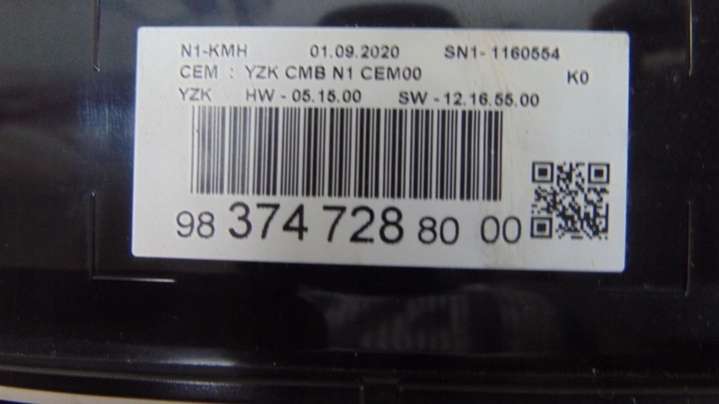 N1-KMH 01.09.2020 SN1- 1160554
CEM : YZK CMB N1 CEM00 K0
YZK HW - 05.15.00 SW - 12.16.55.00
98 374 728 80 00